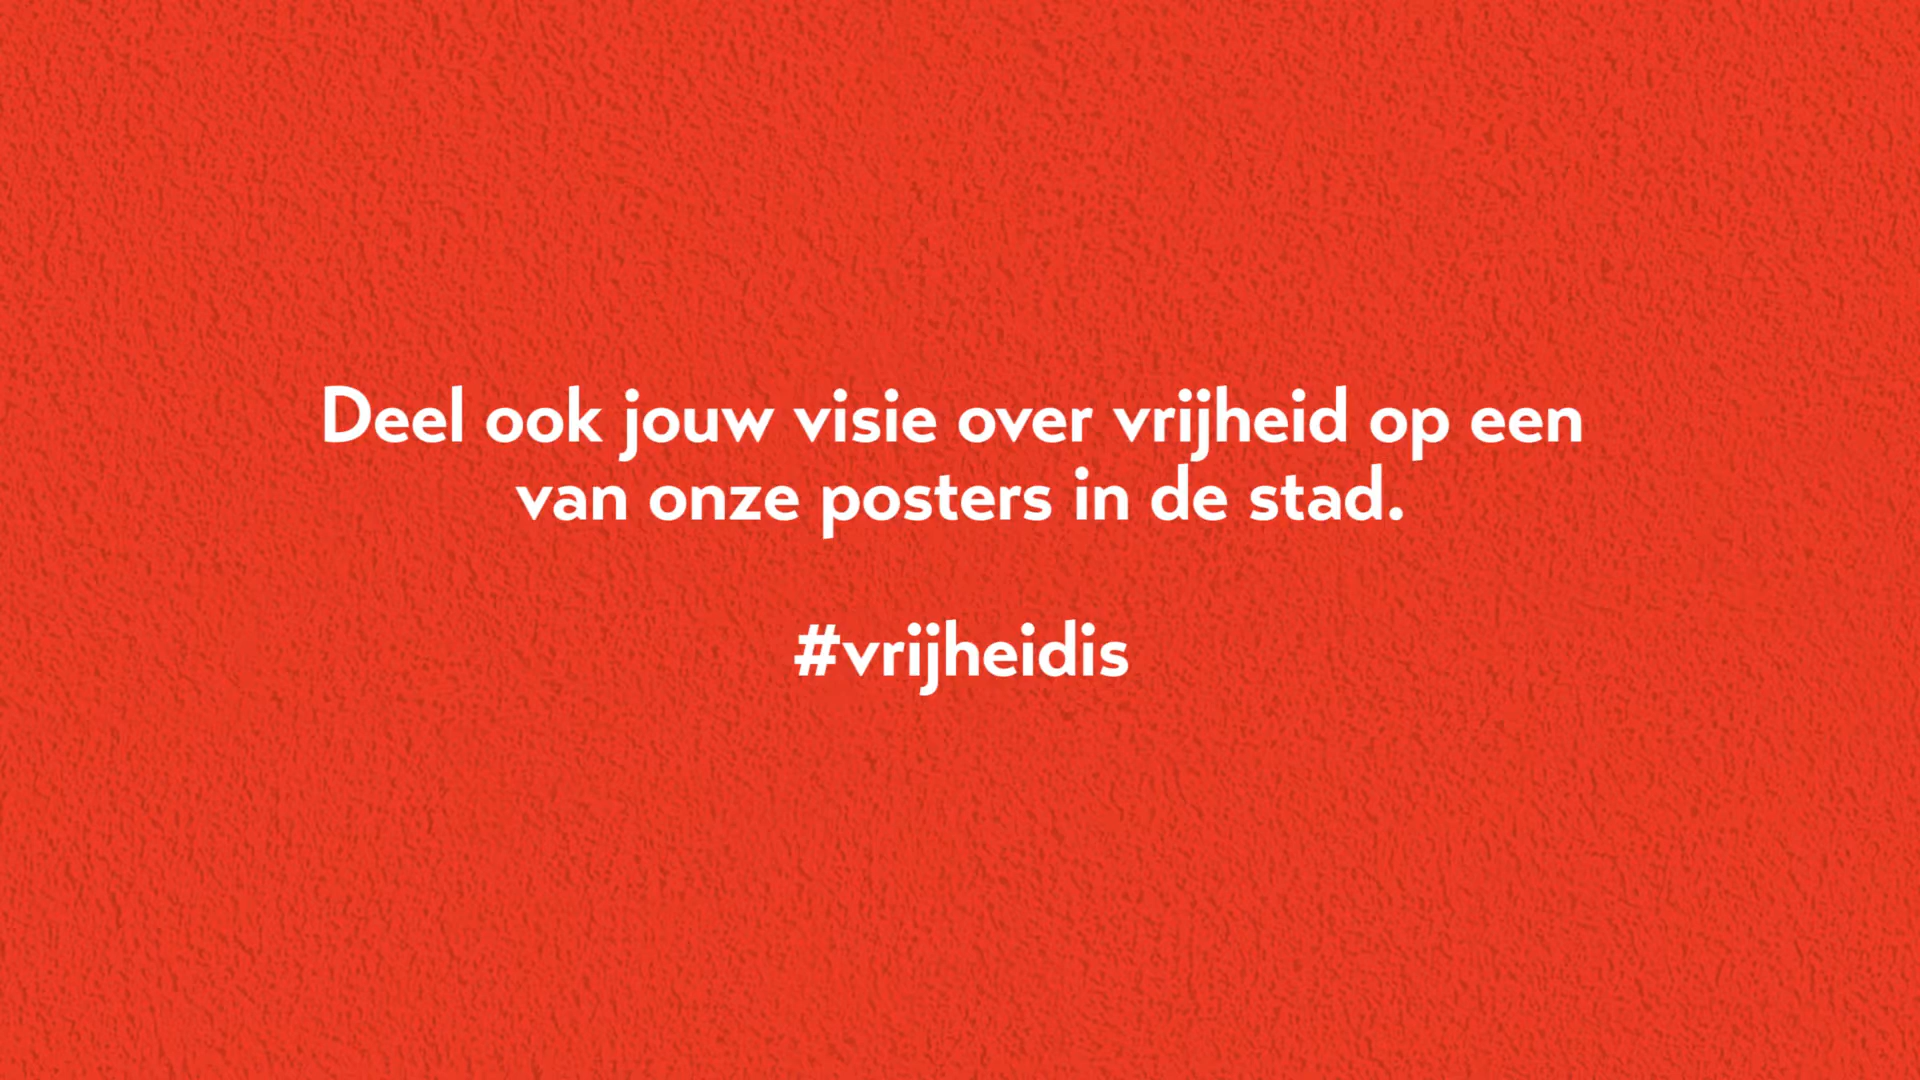 Deel ook jouw visie over vrijheid op een
van onze posters in de stad.
#vrijheidis